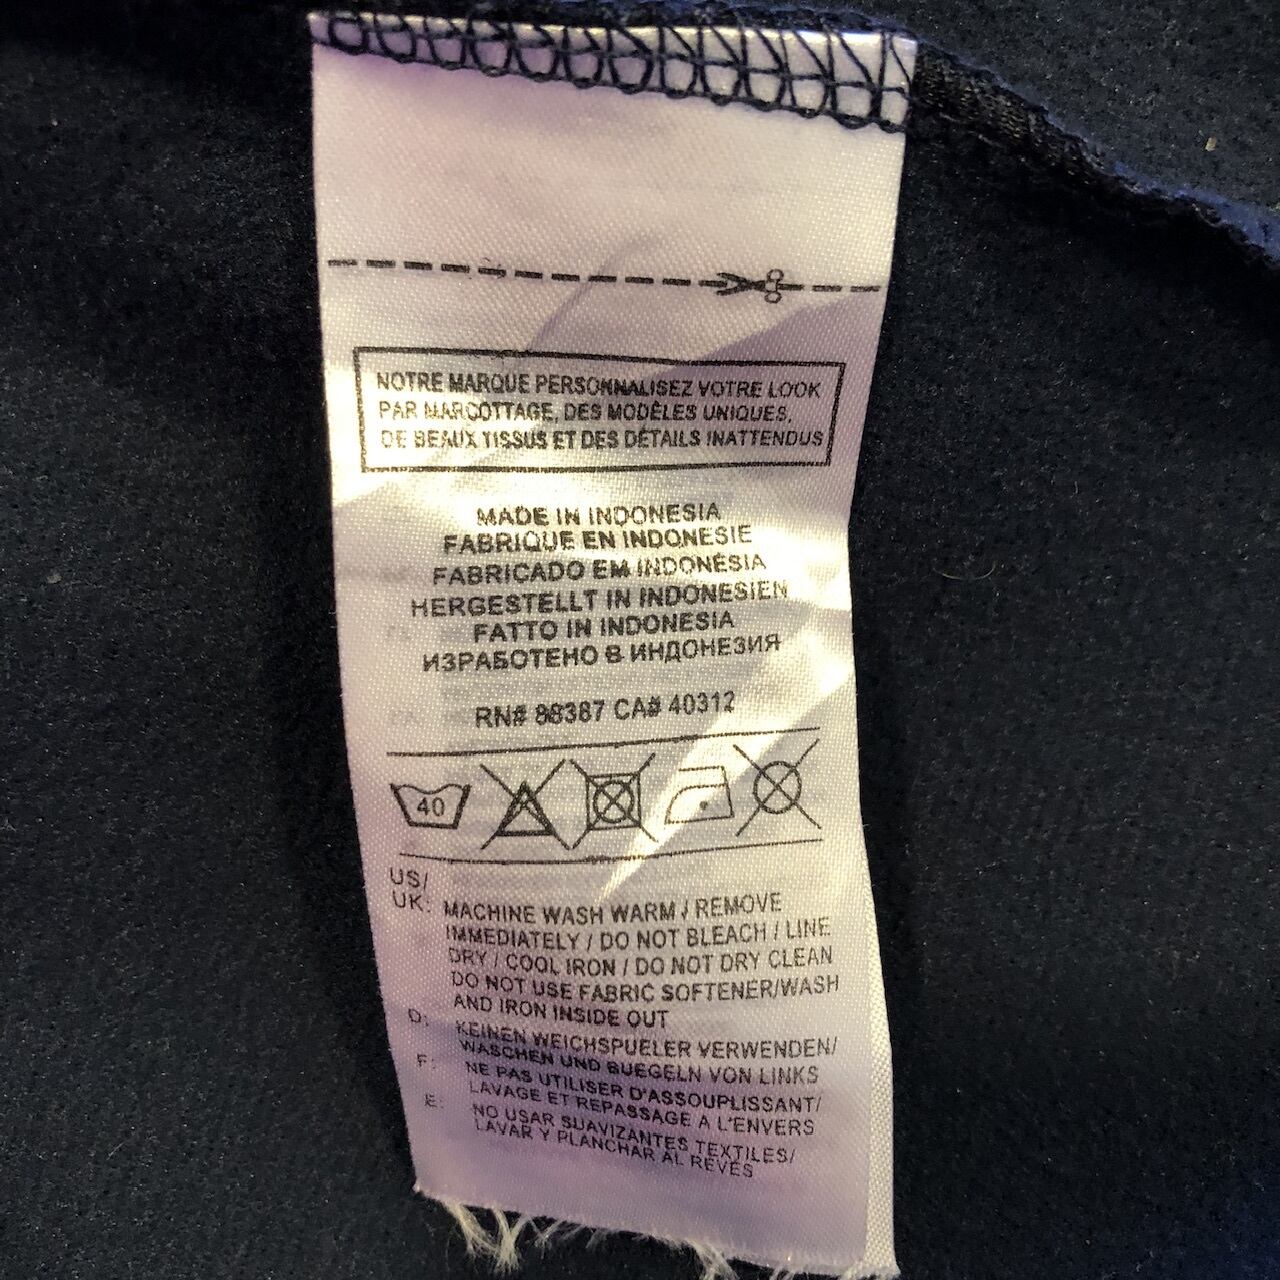 NOTRE MARQUE PERSONNALISEZ VOTRE LOOK
PAR MARCOTTAGE, DES MODÈLES UNIQUES,
DE BEAUX TISSUS ET DES DÉTAILS INATTENDUS
MADE IN INDONESIA
FABRIQUE EN INDONESIE
FABRICADO EM INDONÉSIA
HERGESTELLT IN INDONESIEN
FATTO IN INDONESIA
ИЗРАБОТЕНО В ИНДОНЕЗИЯ
RN# 88387 CA# 40312
40
US/
UK: MACHINE WASH WARM / REMOVE
IMMEDIATELY / DO NOT BLEACH / LINE
DRY / COOL IRON / DO NOT DRY CLEAN
DO NOT USE FABRIC SOFTENER/WASH
AND IRON INSIDE OUT
D: KEINEN WEICHSPUELER VERWENDEN/
WASCHEN UND BUEGELN VON LINKS
F: NE PAS UTILISER D'ASSOUPLISSANT/
LAVAGE ET REPASSAGE A L'ENVERS
E: NO USAR SUAVIZANTES TEXTILES/
LAVAR Y PLANCHAR AL REVÉS